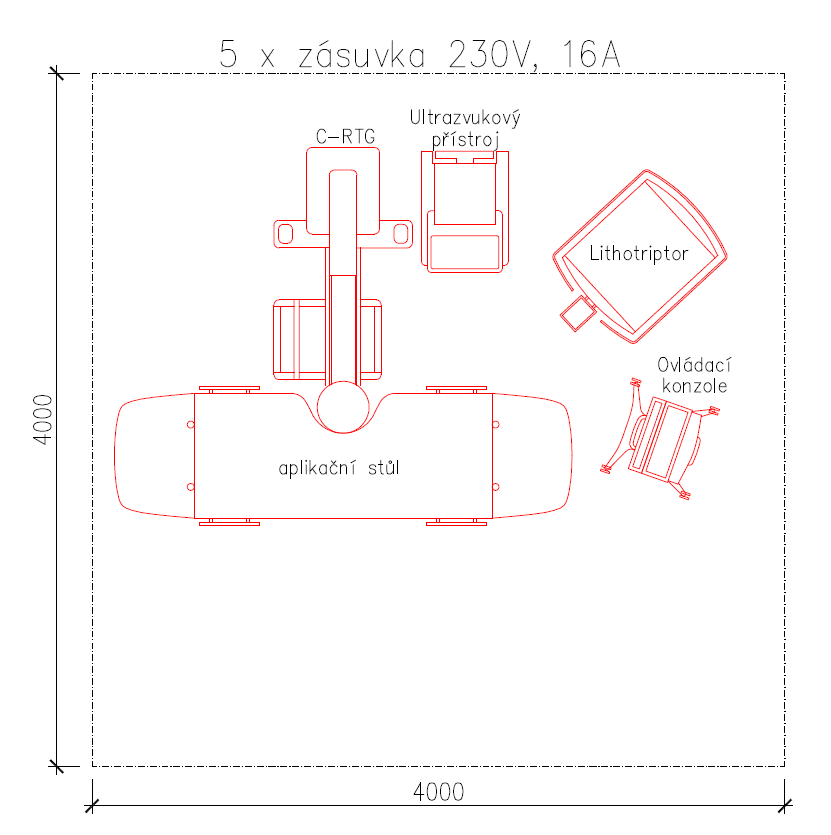 5 x zásuvka 230V, 16A
Ultrazvukový
přístroj
C-RTG
Lithotriptor
Ovládací
konzole
4000
aplikační stůl
4000